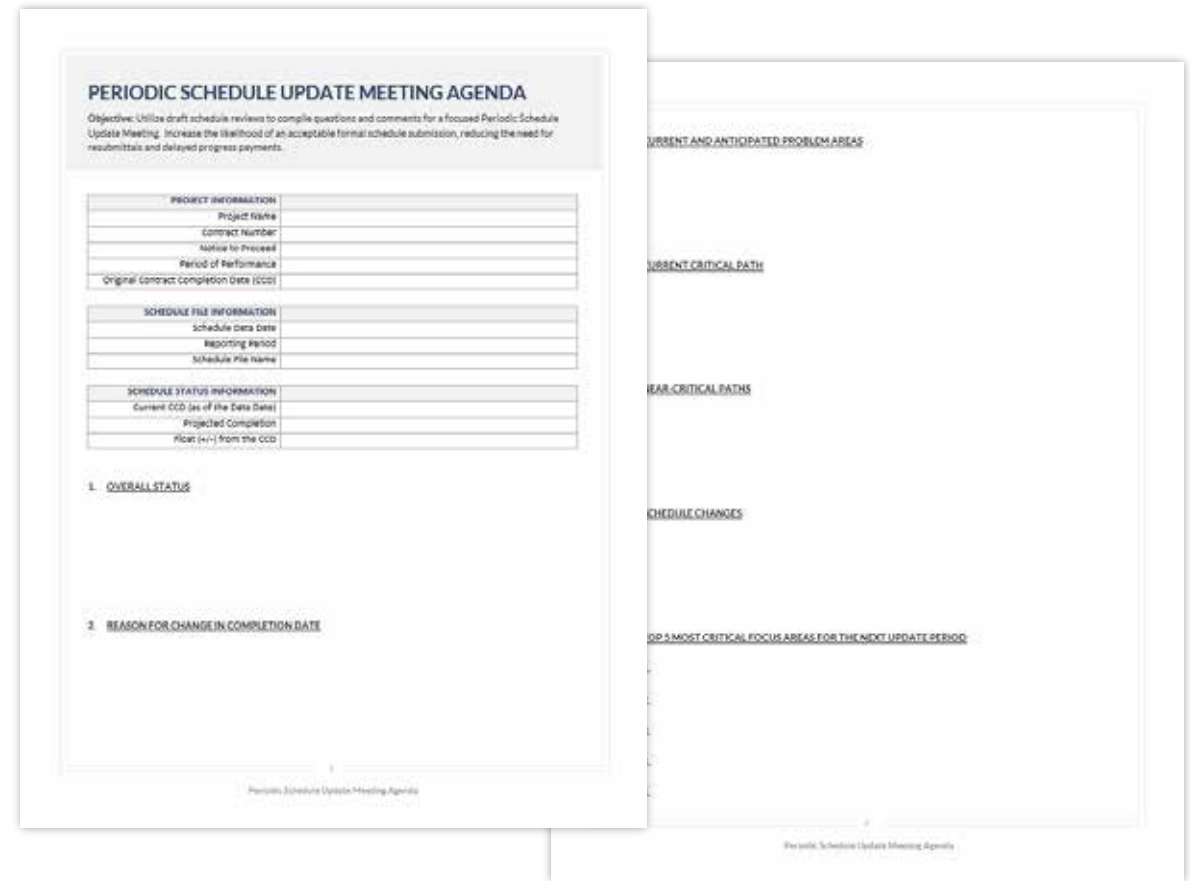 PERIODIC SCHEDULE UPDATE MEETING AGENDA
Objective: Utilize draft schedule reviews to compile questions and comments for a focused Periodic Schedule
Update Meeting. Increase the likelihood of an acceptable formal schedule submission, reducing the need for
resubmittals and delayed progress payments.
PROJECT INFORMATION
Project Name
Contract Number
Notice to Proceed
Period of Performance
Original Contract Completion Date (CCD)
SCHEDULE FILE INFORMATION
Schedule Data Date
Reporting Period
Schedule File Name
SCHEDULE STATUS INFORMATION
Current CCD (as of the Data Date)
Projected Completion
Float (+/-) from the CCD
1. OVERALL STATUS
2. REASON FOR CHANGE IN COMPLETION DATE
Periodic Schedule Update Meeting Agenda
URRENT AND ANTICIPATED PROBLEM AREAS
URRENT CRITICAL PATH
EAR-CRITICAL PATHS
CHEDULE CHANGES
OP 5 MOST CRITICAL FOCUS AREAS FOR THE NEXT UPDATE PERIOD
Periodic Schedule Update Meeting Agenda